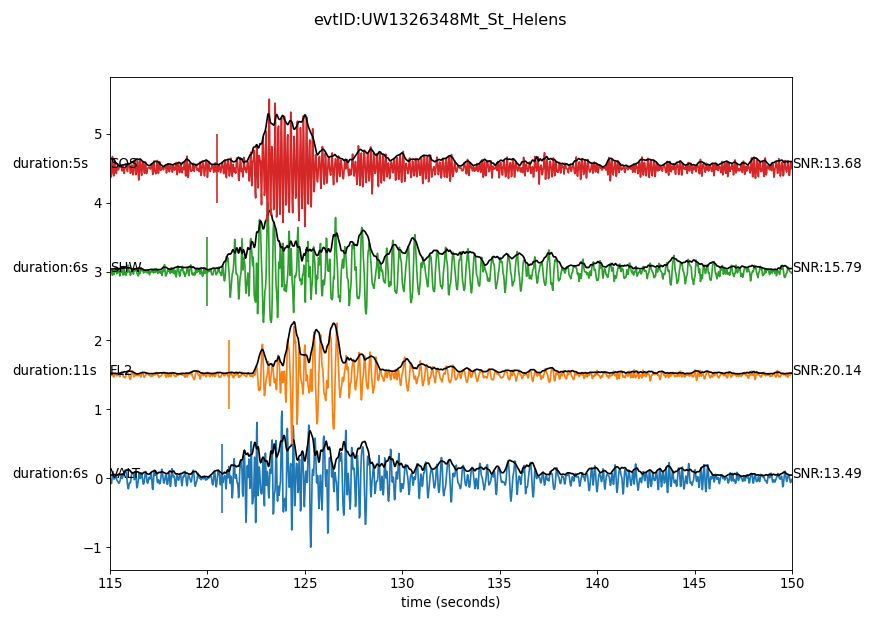 evtID:UW1326348Mt_St_Helens
5
duration:5s SOS SNR:13.68
4
duration:6s SHW SNR:15.79
3
2
duration:11s EL2 SNR:20.14
1
duration:6s VALT SNR:13.49
0
−1
115 120 125 130 135 140 145 150
time (seconds)